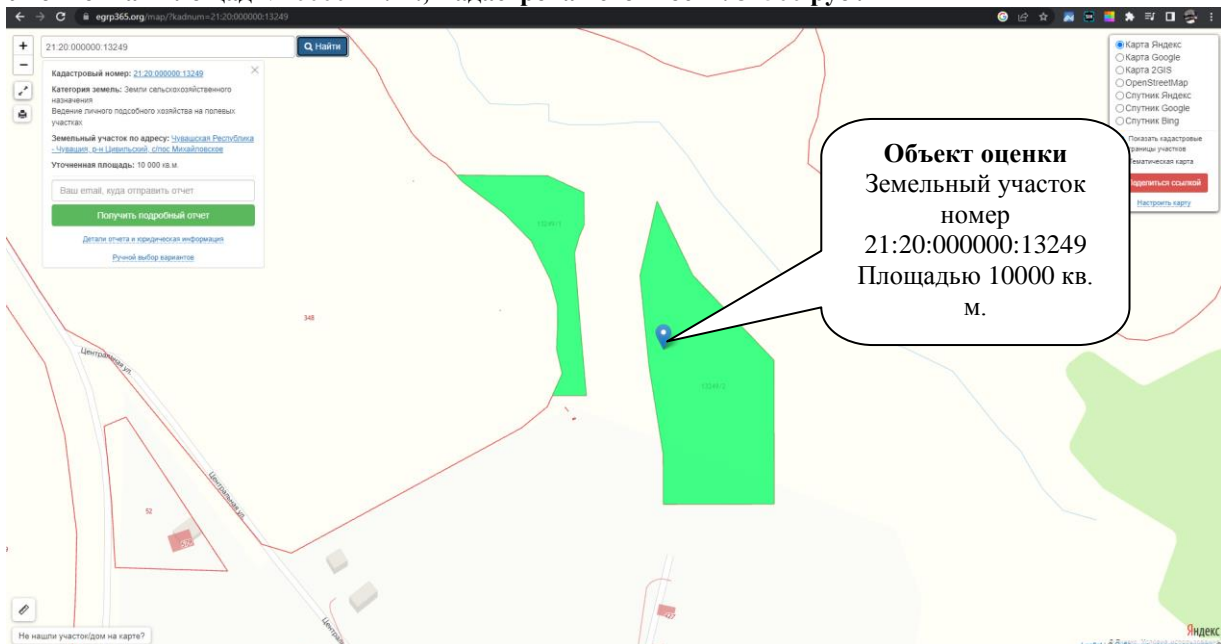 egrp365.org/map/?kadnum=21:20:000000:13249
21:20:000000:13249
Найти
Кадастровый номер: 21:20:000000:13249
Категория земель: Земли сельскохозяйственного
назначения
Ведение личного подсобного хозяйства на полевых
участках
Земельный участок по адресу: Чувашская Республика
- Чувашия, р-н Цивильский, с/пос Михайловское
Уточненная площадь: 10 000 кв.м.
Ваш email, куда отправить отчет
Получить подробный отчет
Детали отчета и юридическая информация
Ручной выбор вариантов
Карта Яндекс
Карта Google
Карта 2GIS
OpenStreetMap
Спутник Яндекс
Спутник Google
Спутник Bing
Показать кадастровые
границы участков
Тематическая карта
Поделиться ссылкой
Настроить карту
Объект оценки
Земельный участок
номер
21:20:000000:13249
Площадью 10000 кв.
м.
13249/1
13249/2
348
Центральная ул.
Центральная ул.
52
Не нашли участок/дом на карте?
Яндекс